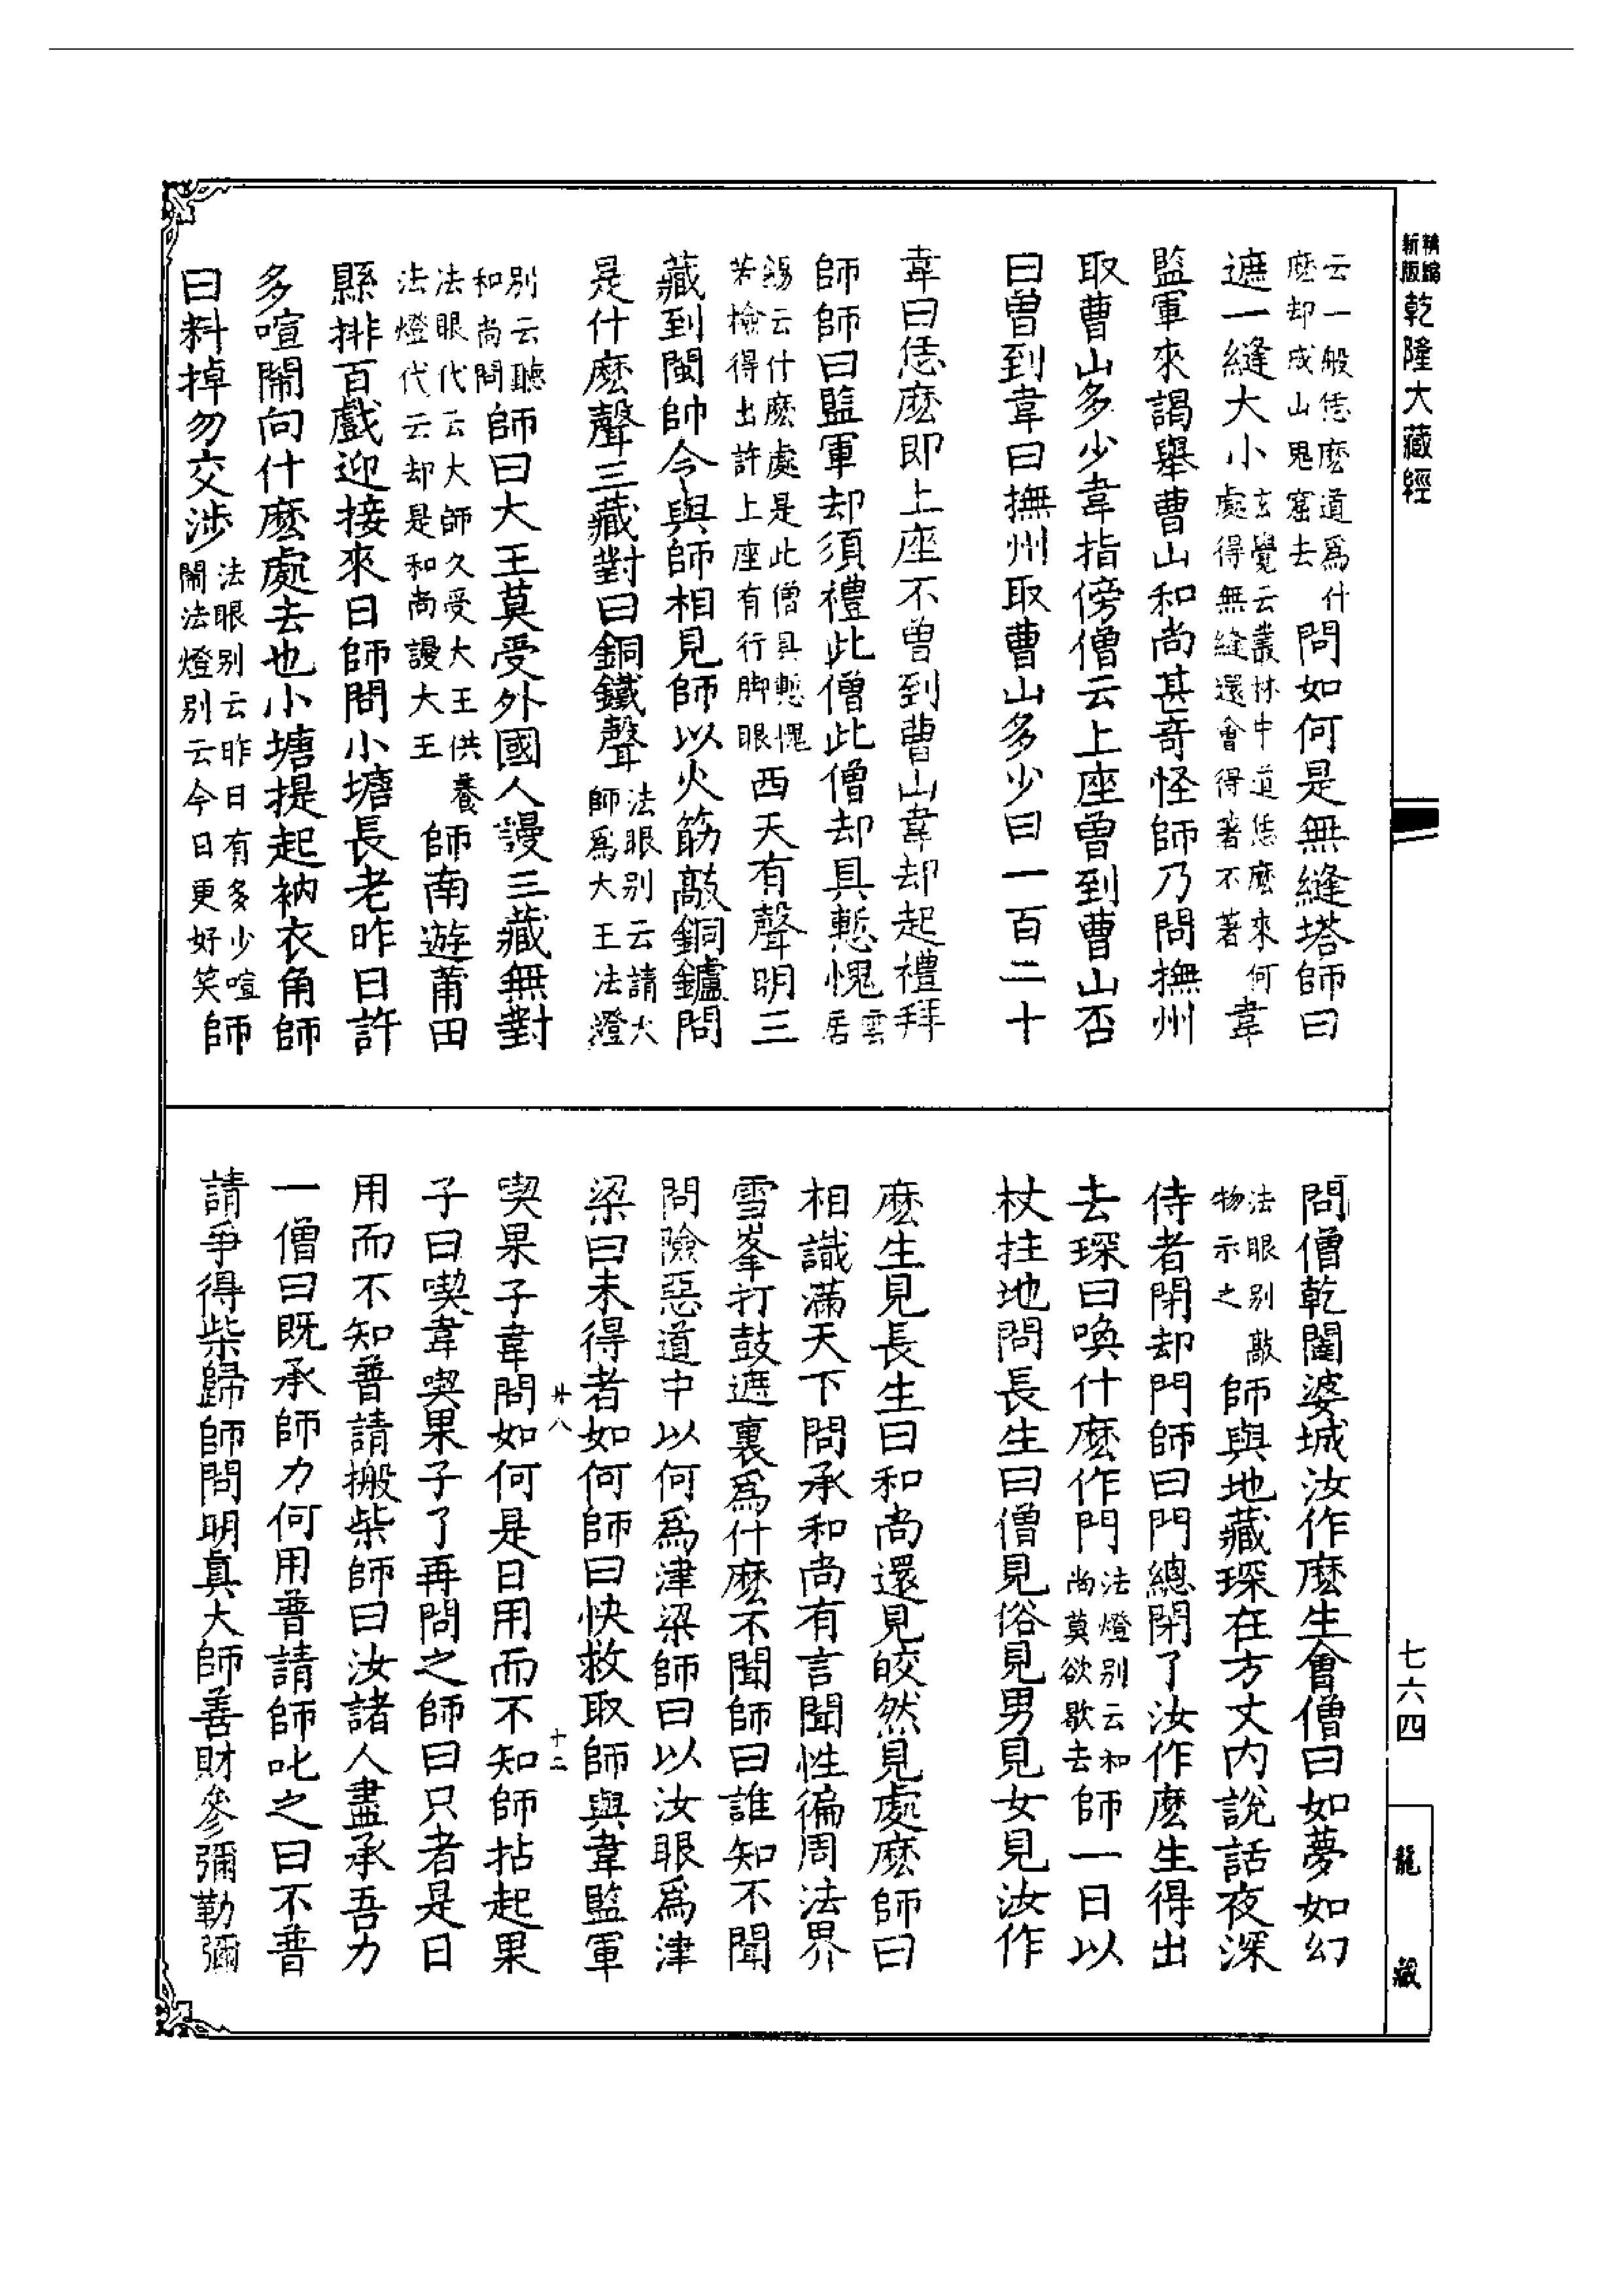 乾隆大藏經
云一般恁麼道爲什麼却成山鬼窟去問如何是無縫塔師曰
遮一縫大小玄覺云叢林中道恁麼來何處得無縫還會得著不著韋
監軍來謁舉曹山和尚甚奇怪師乃問撫州
取曹山多少韋指傍僧云上座曾到曹山否
曰曾到韋曰撫州取曹山多少曰一百二十
韋曰恁麼即上座不曾到曹山韋却起禮拜
師師曰監軍却須禮此僧此僧却具慙愧雲居
錫云什麼處是此僧具慙愧若檢得出許上座有行脚眼西天有聲明三
藏到閩帥令與師相見師以火筯敲銅鑪問
是什麼聲三藏對曰銅鐵聲法眼別云請大師爲大王法燈
別云聽和尚問師曰大王莫受外國人謾三藏無對
法眼代云大師久受大王供養法燈代云却是和尚謾大王師南遊莆田
縣排百戲迎接來日師問小塘長老昨日許
多喧鬧向什麼處去也小塘提起衲衣角師
曰料掉勿交涉法眼別云昨日有多少喧鬧法燈別云今日更好笑師
問僧乾闥婆城汝作麼生會僧曰如夢如幻
法眼別敲物示之師與地藏琛在方丈內說話夜深
侍者閉却門師曰門總閉了汝作麼生得出
去琛曰喚什麼作門法燈別云和尚莫欲歇去師一日以
杖拄地問長生曰僧見俗見男見女見汝作
麼生見長生曰和尚還見皎然見處麼師曰
相識滿天下問承和尚有言聞性徧周法界
雪峯打鼓遮裏爲什麼不聞師曰誰知不聞
問險惡道中以何爲津梁師曰以汝眼爲津
梁曰未得者如何師曰快救取師與韋監軍
廾八
十二
喫果子韋問如何是日用而不知師拈起果
子曰喫韋喫果子了再問之師曰只者是日
用而不知普請搬柴師曰汝諸人盡承吾力
一僧曰既承師力何用普請師叱之曰不普
請爭得柴歸師問明真大師善財參彌勒彌
七六四
龍藏